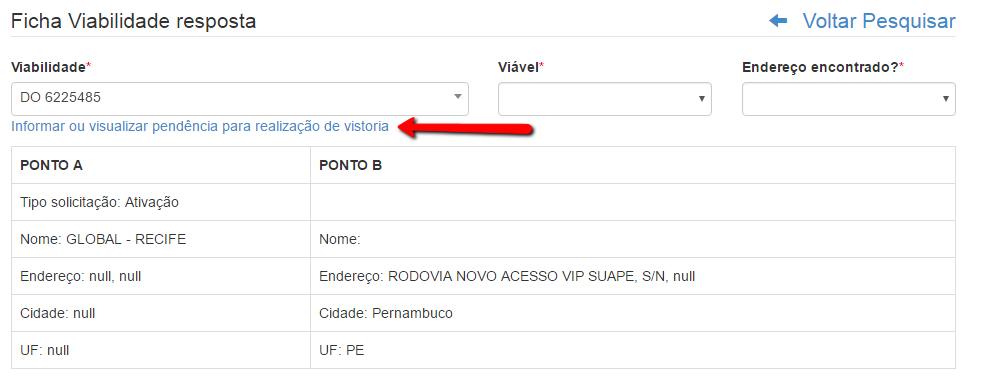 Ficha Viabilidade resposta
Voltar Pesquisar
Viabilidade*
Viável*
Endereço encontrado?*
DO 6225485
Informar ou visualizar pendência para realização de vistoria
PONTO A
PONTO B
Tipo solicitação: Ativação
Nome: GLOBAL - RECIFE
Nome:
Endereço: null, null
Endereço: RODOVIA NOVO ACESSO VIP SUAPE, S/N, null
Cidade: null
Cidade: Pernambuco
UF: null
UF: PE